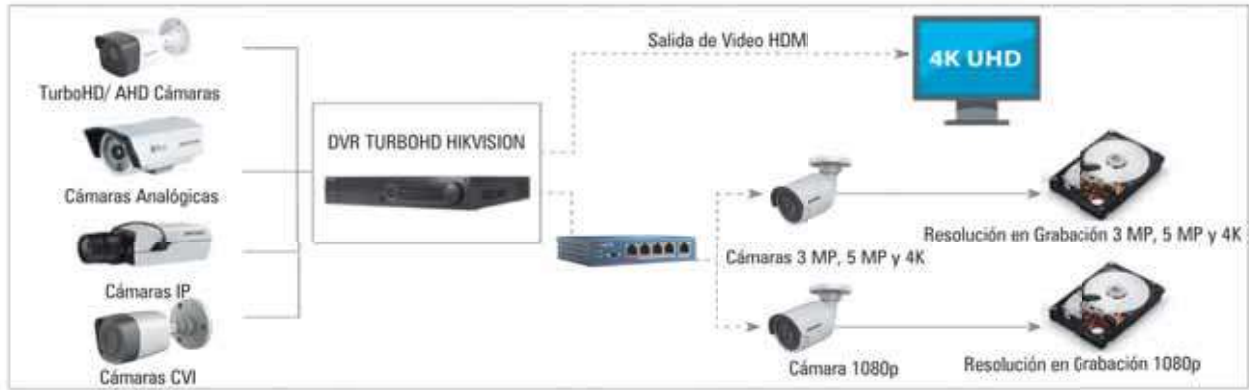 TurboHD/ AHD Cámaras
Cámaras Analógicas
Cámaras IP
Cámaras CVI
DVR TURBOHD HIKVISION
Salida de Video HDMI
4K UHD
Cámaras 3 MP, 5 MP y 4K
Resolución en Grabación 3 MP, 5 MP y 4K
Cámara 1080p
Resolución en Grabación 1080p